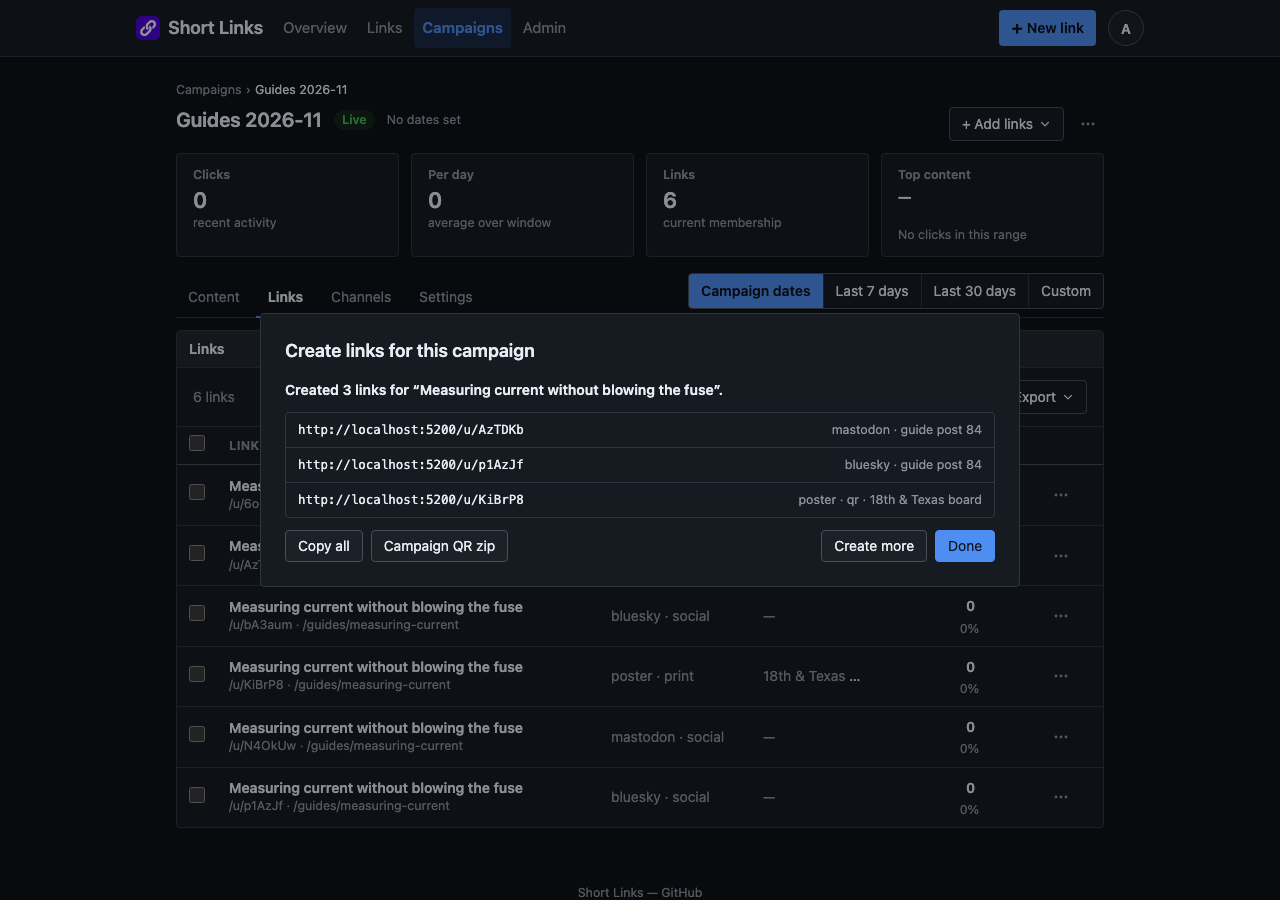 Short Links Overview Links Campaigns Admin + New link A
Campaigns › Guides 2026-11
Guides 2026-11 Live No dates set + Add links
Clicks Per day Links Top content
0 0 6 —
recent activity average over window current membership
No clicks in this range
Content Links Channels Settings Campaign dates Last 7 days Last 30 days Custom
Links
Create links for this campaign
Created 3 links for “Measuring current without blowing the fuse”.
6 links
http://localhost:5200/u/AzTDKb mastodon · guide post 84
http://localhost:5200/u/p1AzJf bluesky · guide post 84
http://localhost:5200/u/KiBrP8 poster · qr · 18th & Texas board
Copy all Campaign QR zip Create more Done
LINK
Measuring current without blowing the fuse bluesky · social — 0
/u/bA3aum · /guides/measuring-current 0%
Measuring current without blowing the fuse poster · print 18th & Texas ... 0
/u/KiBrP8 · /guides/measuring-current 0%
Measuring current without blowing the fuse mastodon · social — 0
/u/N4OkUw · /guides/measuring-current 0%
Measuring current without blowing the fuse bluesky · social — 0
/u/p1AzJf · /guides/measuring-current 0%
Short Links — GitHub